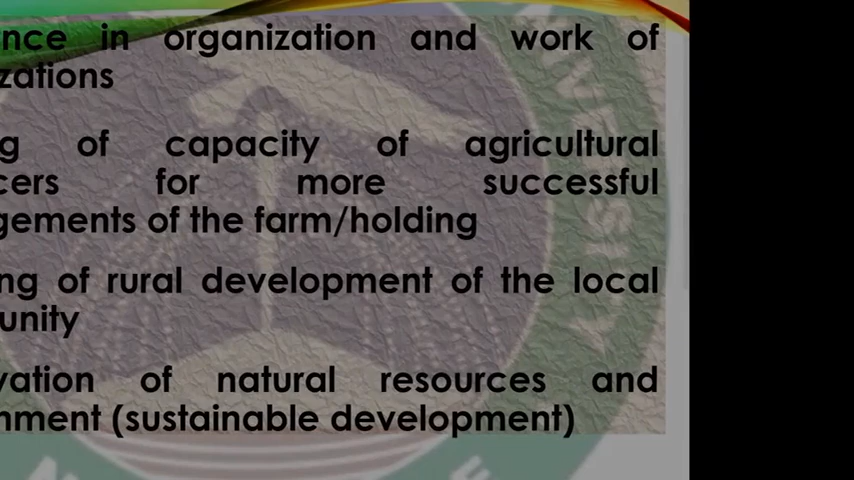 nce in organization and work of
zations
g of capacity of agricultural
cers for more successful
gements of the farm/holding
ng of rural development of the local
unity
vation of natural resources and
nment (sustainable development)